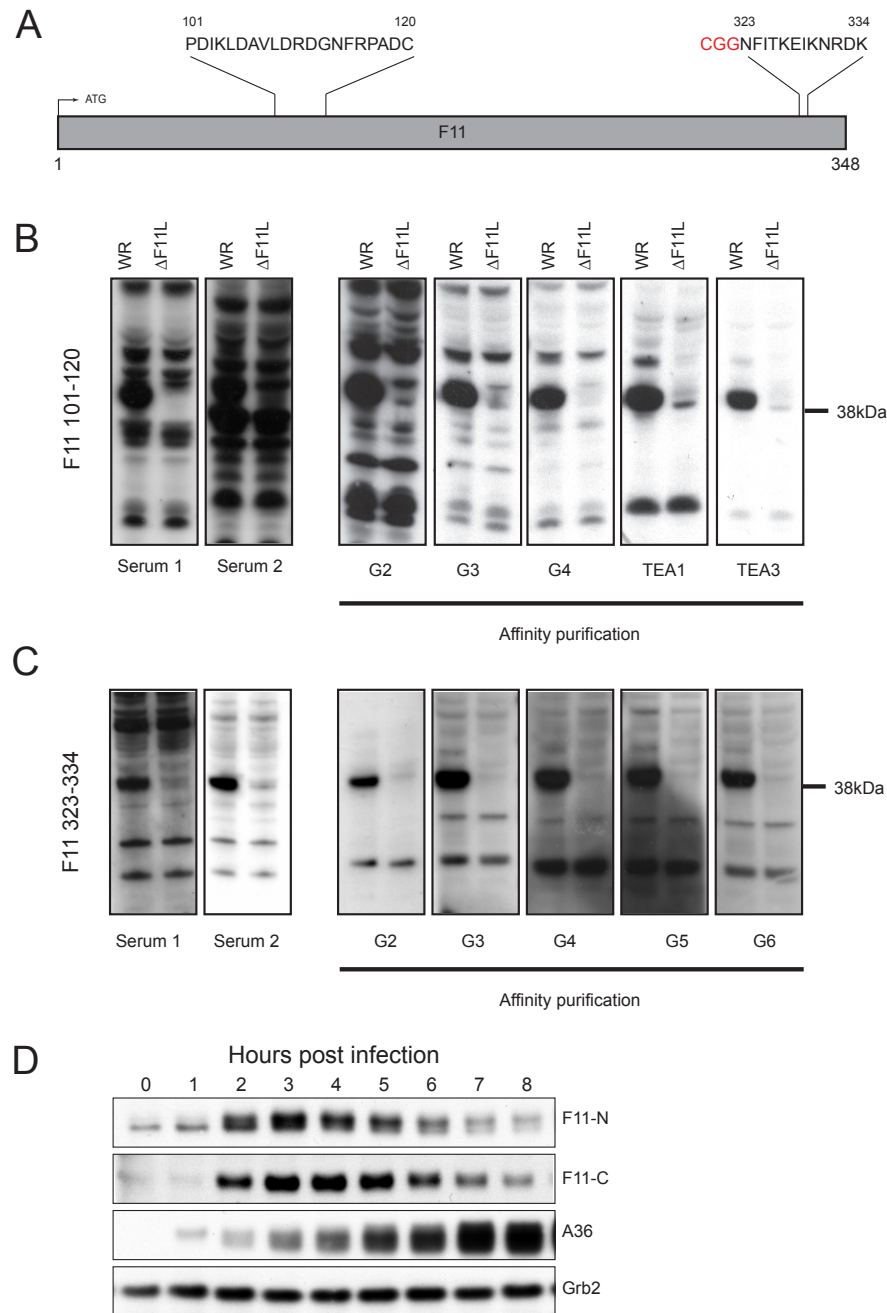 A
101 120 323 334
PDIKLDAVLDRDGNFRPADC CGGNFITKEIKNRDK
ATG
F11
1 348
B
WR ΔF11L WR ΔF11L WR ΔF11L WR ΔF11L WR ΔF11L WR ΔF11L WR ΔF11L
F11 101-120
38kDa
Serum 1 Serum 2 G2 G3 G4 TEA1 TEA3
Affinity purification
C
F11 323-334
38kDa
Serum 1 Serum 2 G2 G3 G4 G5 G6
Affinity purification
D
Hours post infection
0 1 2 3 4 5 6 7 8
F11-N
F11-C
A36
Grb2